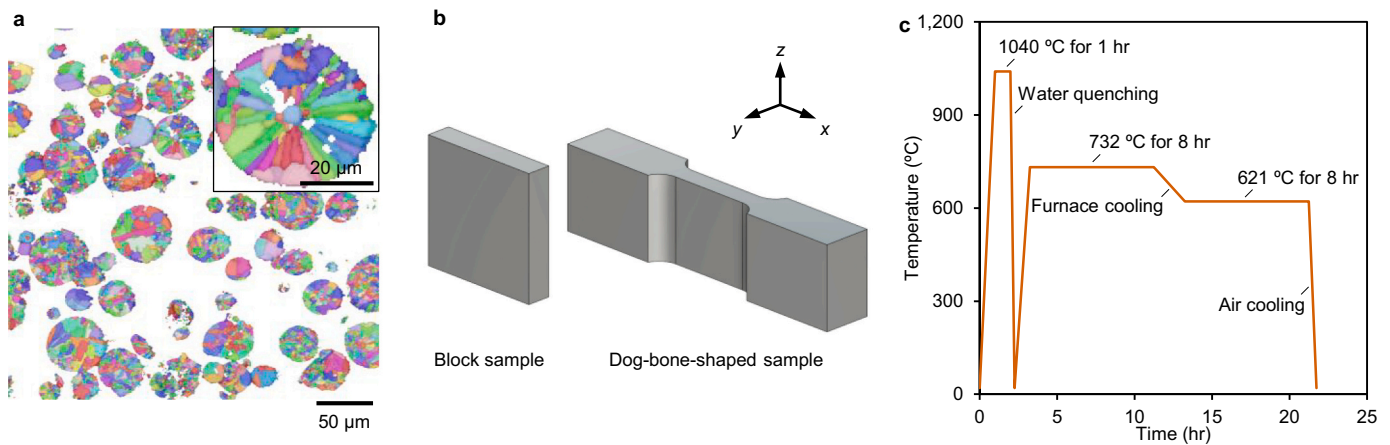 a
20 µm
50 µm
b
z
y
x
Block sample
Dog-bone-shaped sample
c
1,200
900
600
300
0
Temperature (ºC)
1040 ºC for 1 hr
Water quenching
732 ºC for 8 hr
Furnace cooling
621 ºC for 8 hr
Air cooling
0
5
10
15
20
25
Time (hr)